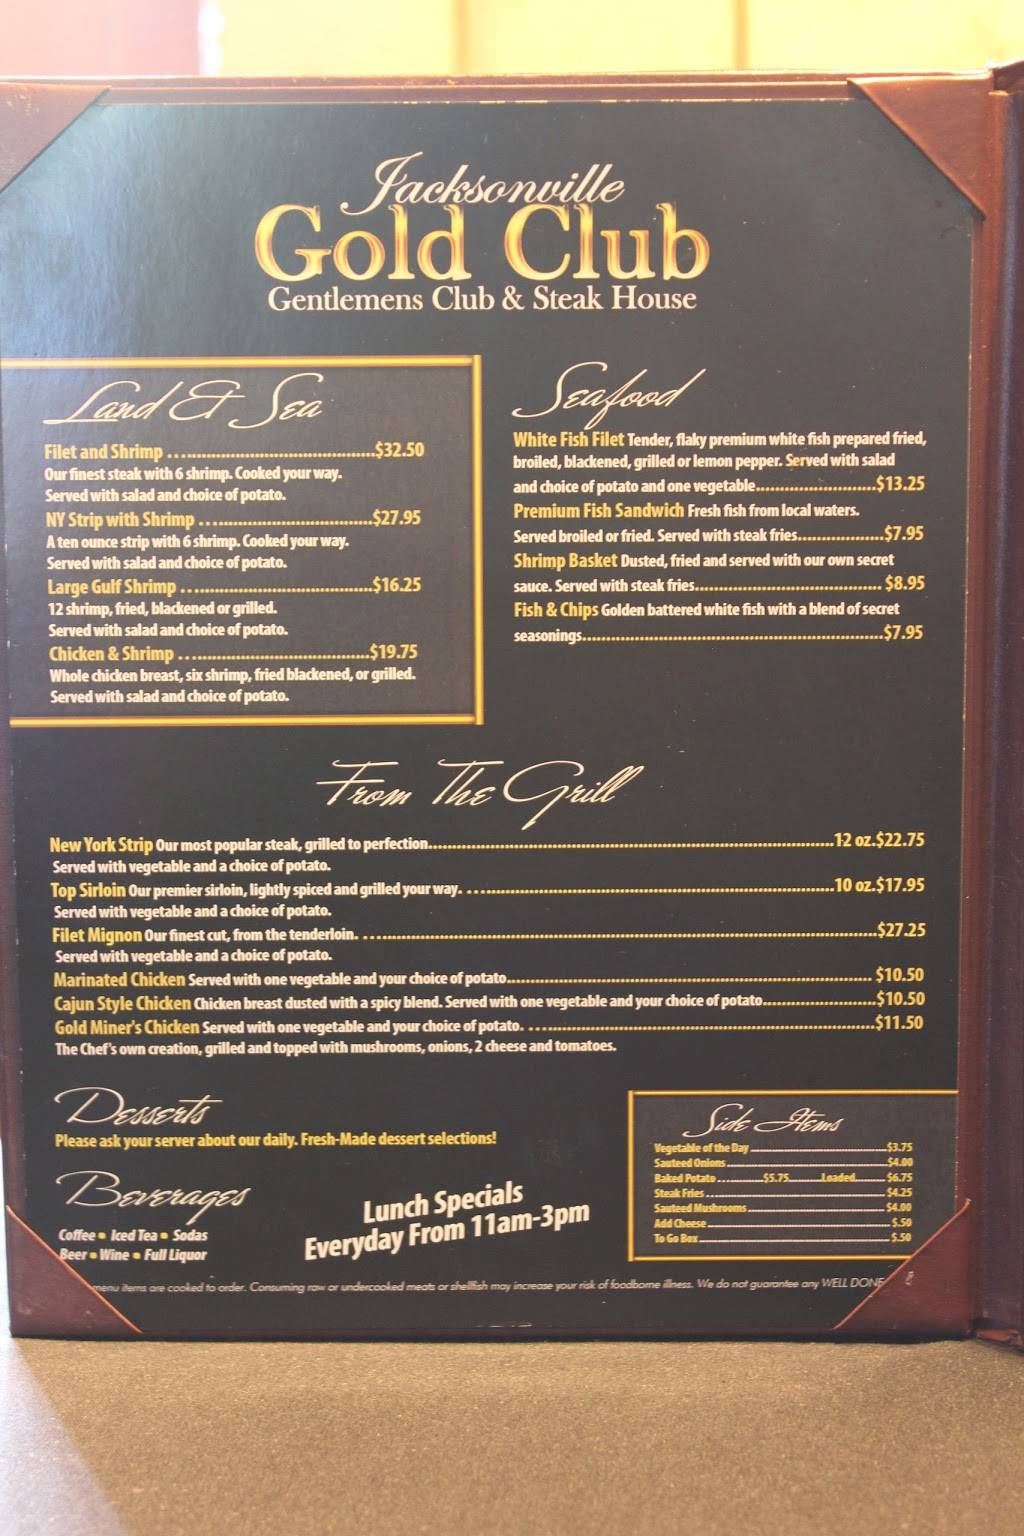 Jacksonville
Gold Club
Gentlemens Club & Steak House
Land & Sea
Filet and Shrimp ...$32.50
Our finest steak with 6 shrimp. Cooked your way.
Served with salad and choice of potato.
NY Strip with Shrimp ...$27.95
A ten ounce strip with 6 shrimp. Cooked your way.
Served with salad and choice of potato.
Large Gulf Shrimp ...$16.25
12 shrimp, fried, blackened or grilled.
Served with salad and choice of potato.
Chicken & Shrimp ...$19.75
Whole chicken breast, six shrimp, fried blackened, or grilled.
Served with salad and choice of potato.
Seafood
White Fish Filet Tender, flaky premium white fish prepared fried,
broiled, blackened, grilled or lemon pepper. Served with salad
and choice of potato and one vegetable...$13.25
Premium Fish Sandwich Fresh fish from local waters.
Served broiled or fried. Served with steak fries...$7.95
Shrimp Basket Dusted, fried and served with our own secret
sauce. Served with steak fries... $8.95
Fish & Chips Golden battered white fish with a blend of secret
seasonings...$7.95
From The Grill
New York Strip Our most popular steak, grilled to perfection...12 oz.$22.75
Served with vegetable and a choice of potato.
Top Sirloin Our premier sirloin, lightly spiced and grilled your way. ...10 oz.$17.95
Served with vegetable and a choice of potato.
Filet Mignon Our finest cut, from the tenderloin. ...$27.25
Served with vegetable and a choice of potato.
Marinated Chicken Served with one vegetable and your choice of potato... $10.50
Cajun Style Chicken Chicken breast dusted with a spicy blend. Served with one vegetable and your choice of potato...$10.50
Gold Miner's Chicken Served with one vegetable and your choice of potato. ...$11.50
The Chef's own creation, grilled and topped with mushrooms, onions, 2 cheese and tomatoes.
Desserts
Please ask your server about our daily. Fresh-Made dessert selections!
Beverages
Coffee ▪ Iced Tea ▪ Sodas
Beer ▪ Wine ▪ Full Liquor
Lunch Specials
Everyday From 11am-3pm
Side Items
Vegetable of the Day ...$3.75
Sauteed Onions ...$4.00
Baked Potato ...$5.75...Loaded... $6.75
Steak Fries ...$4.25
Sauteed Mushrooms ...$4.00
Add Cheese ...$.50
To Go Box ...$.50
menu items are cooked to order. Consuming raw or undercooked meats or shellfish may increase your risk of foodborne illness. We do not guarantee any WELL DONE